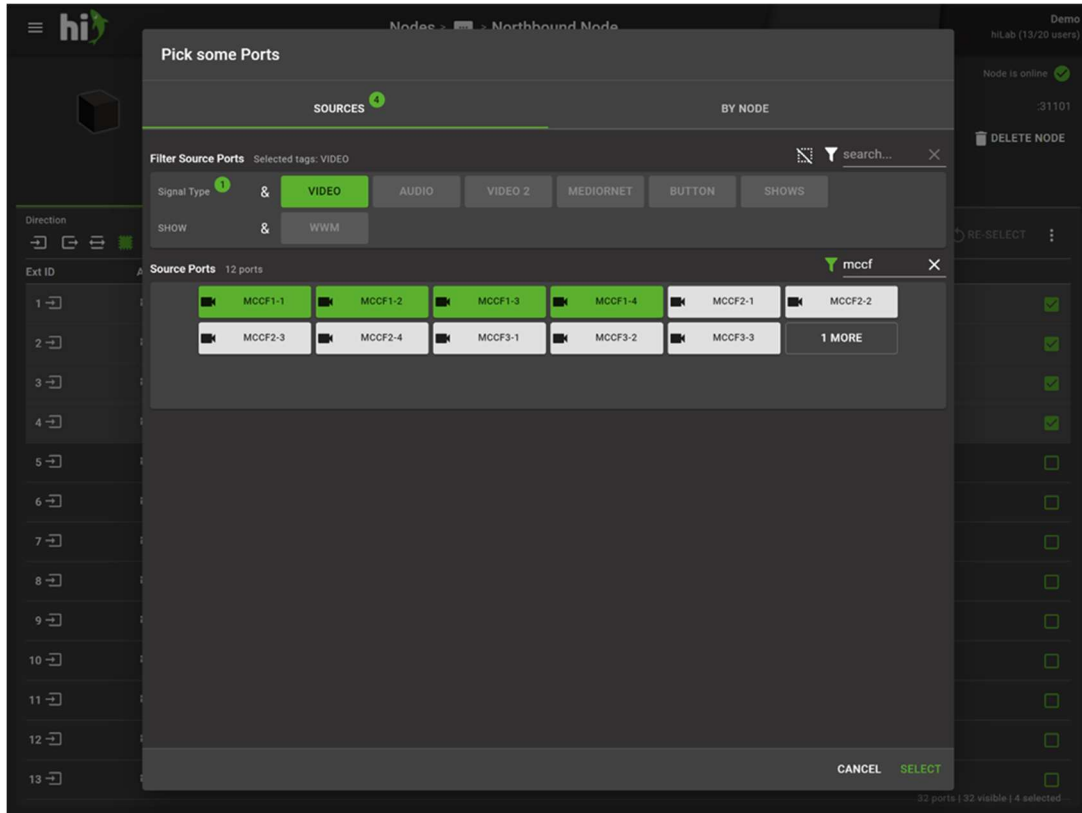 hi
Nodes > ... > Northbound Node
Demo
hiLab (13/20 users)
Pick some Ports
Node is online
:31101
DELETE NODE
SOURCES 4
BY NODE
Filter Source Ports Selected tags: VIDEO
search...
Signal Type 1 & VIDEO AUDIO VIDEO 2 MEDIORNET BUTTON SHOWS
SHOW & WWM
Direction
RE-SELECT
Ext ID
Source Ports 12 ports
mccf
MCCF1-1 MCCF1-2 MCCF1-3 MCCF1-4 MCCF2-1 MCCF2-2
MCCF2-3 MCCF2-4 MCCF3-1 MCCF3-2 MCCF3-3 1 MORE
1
2
3
4
5
6
7
8
9
10
11
12
13
CANCEL SELECT
32 ports | 32 visible | 4 selected